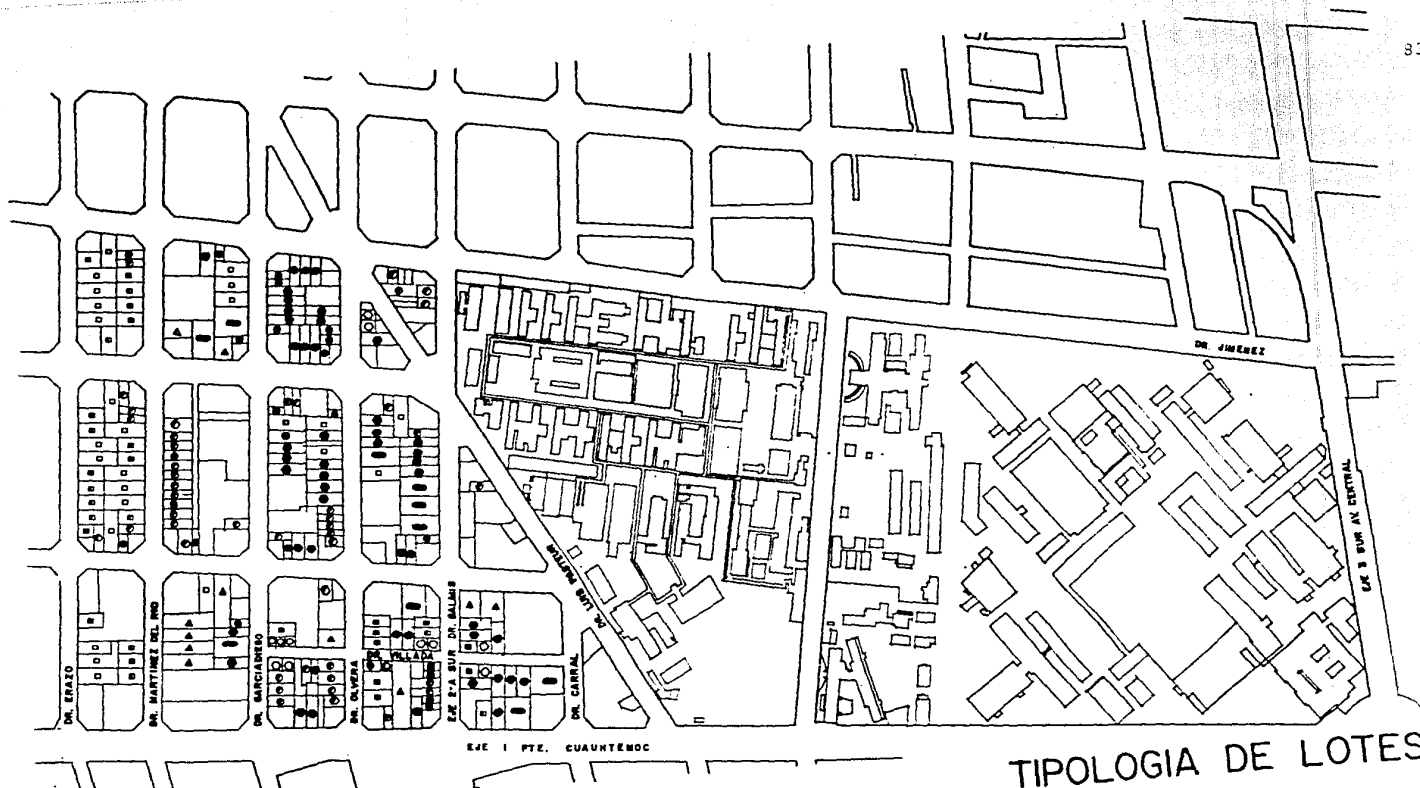 83
DR. JIMENEZ
EJE 3 SUR AV. CENTRAL
DR. LUIS PASTEUR
DR. VILLADA
DR. ERAZO
DR. MARTINEZ DEL RIO
DR. GARCIADIEGO
DR. OLVERA
EJE 2-A SUR DR. BALMIS
DR. CARRAL
EJE 1 PTE. CUAUHTEMOC
TIPOLOGIA DE LOTES